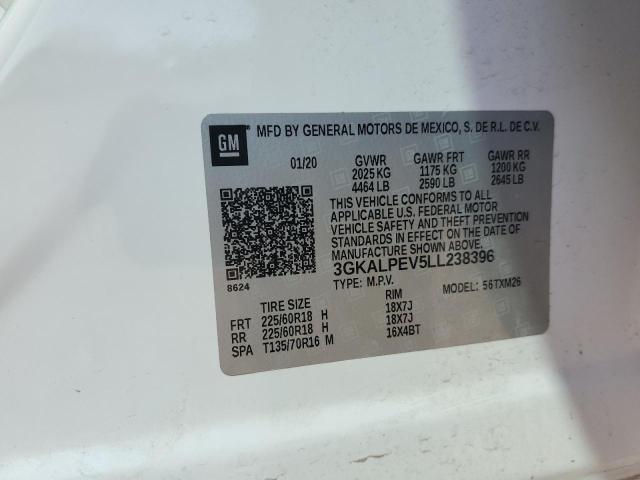 GM ® MFD BY GENERAL MOTORS DE MEXICO, S. DE R.L. DE C.V.
01/20 GVWR GAWR FRT GAWR RR
2025 KG 1175 KG 1200 KG
4464 LB 2590 LB 2645 LB
THIS VEHICLE CONFORMS TO ALL
APPLICABLE U.S. FEDERAL MOTOR
VEHICLE SAFETY AND THEFT PREVENTION
STANDARDS IN EFFECT ON THE DATE OF
MANUFACTURE SHOWN ABOVE.
3GKALPEV5LL238396
8624 TYPE: M.P.V. MODEL: 56TXM26
TIRE SIZE RIM
FRT 225/60R18 H 18X7J
RR 225/60R18 H 18X7J
SPA T135/70R16 M 16X4BT